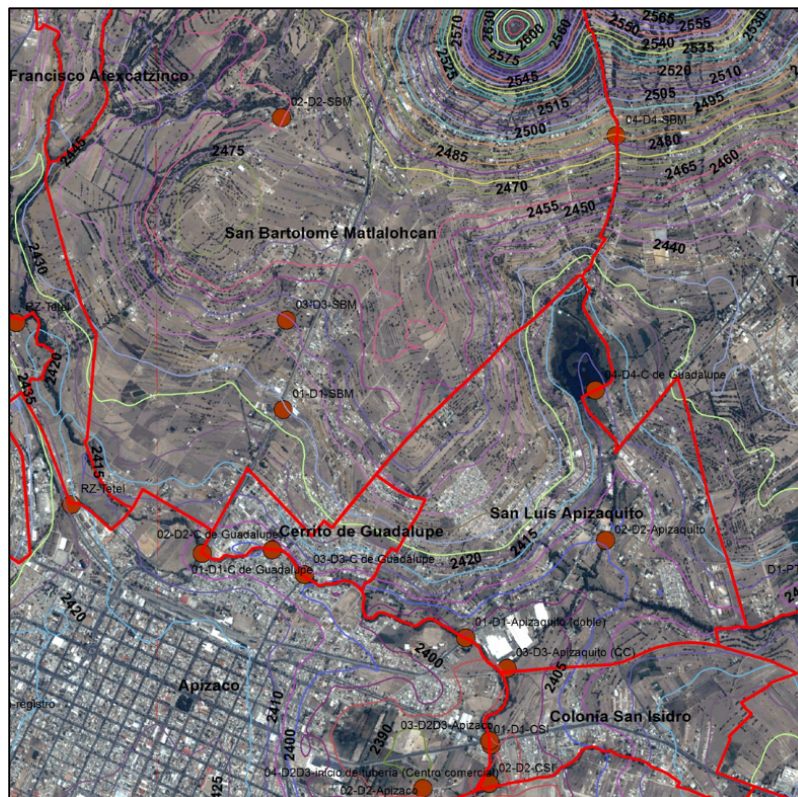 2570
2630
2600
2560
2550
2565
2555
2530
2575
2540
2535
2525
2545
2520
2510
Francisco Atexcatzinco
02-D2-SBM
2515
2505
2495
2500
04-D4-SBM
2445
2475
2485
2480
2465
2460
2470
2455
2450
San Bartolomé Matlalohcan
2440
2430
RZ-Tetel
03-D3-SBM
2420
2435
04-D4-C de Guadalupe
01-D1-SBM
2415
RZ-Tetel
San Luis Apizaquito
02-D2-C de Guadalupe
Cerrito de Guadalupe
2415
02-D2-Apizaquito
03-D3-C de Guadalupe
2420
01-D1-C de Guadalupe
D1-PT
2420
01-D1-Apizaquito (doble)
2400
03-D3-Apizaquito (CC)
2405
Apizaco
2410
Colonia San Isidro
registro
03-D2D3-Apizaco
01-D1-CSI
2400
2390
04-D2D3-inicio de tuberia (Centro comercial)
02-D2-CSI
02-D2-Apizaco